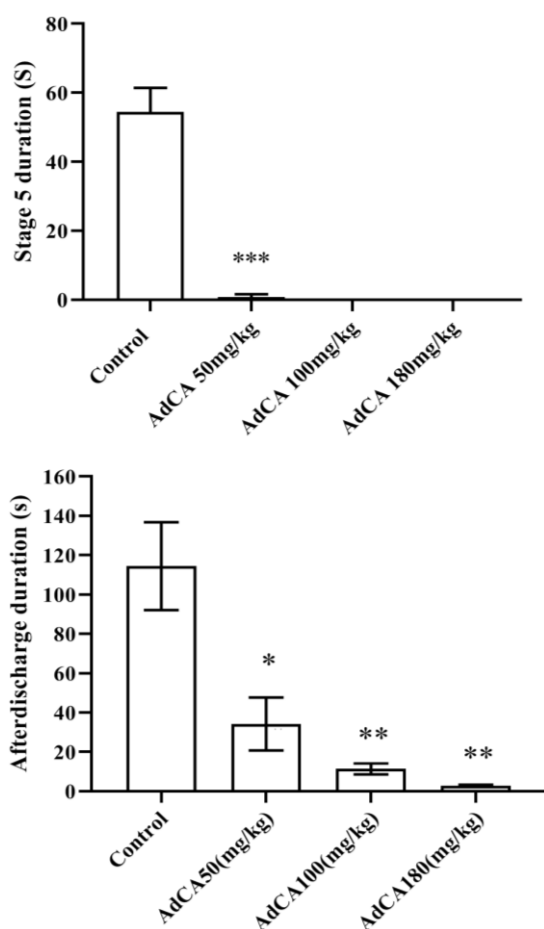 Stage 5 duration (S)
80
60
40
20
0
***
Control
AdCA 50mg/kg
AdCA 100mg/kg
AdCA 180mg/kg
Afterdischarge duration (s)
160
140
120
100
80
60
40
20
0
*
**
**
Control
AdCA50(mg/kg)
AdCA100(mg/kg)
AdCA180(mg/kg)